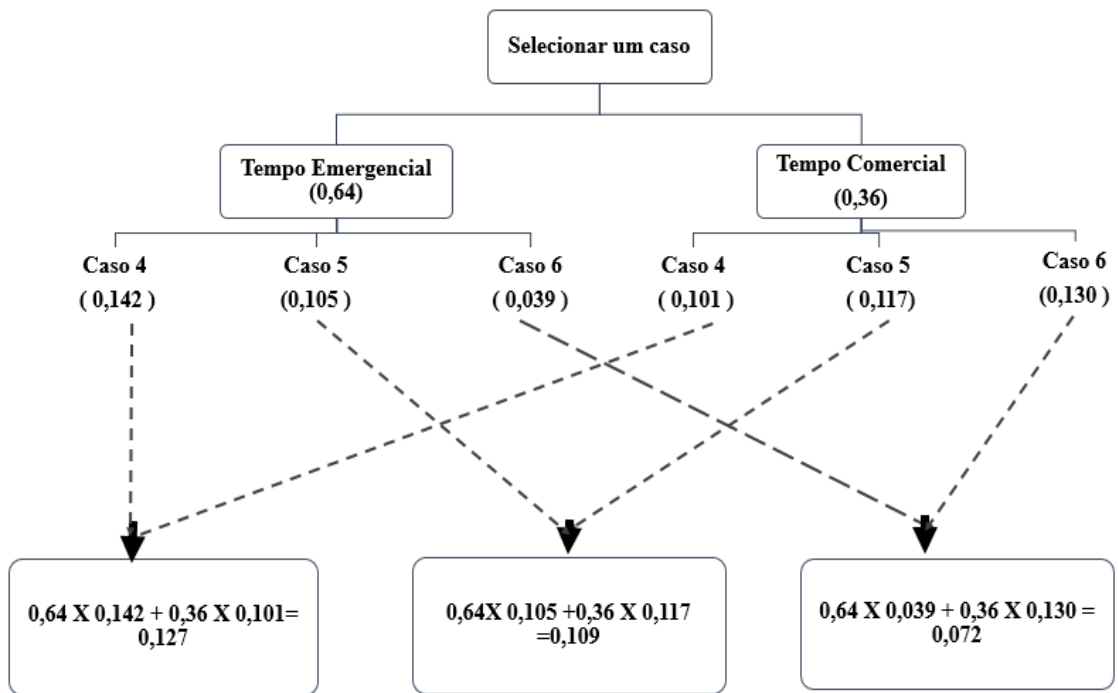 Selecionar um caso
Tempo Emergencial
(0,64)
Tempo Comercial
(0,36)
Caso 4
( 0,142 )
Caso 5
(0,105 )
Caso 6
( 0,039 )
Caso 4
( 0,101 )
Caso 5
( 0,117)
Caso 6
(0,130 )
0,64 X 0,142 + 0,36 X 0,101=
0,127
0,64X 0,105 +0,36 X 0,117
=0,109
0,64 X 0,039 + 0,36 X 0,130 =
0,072